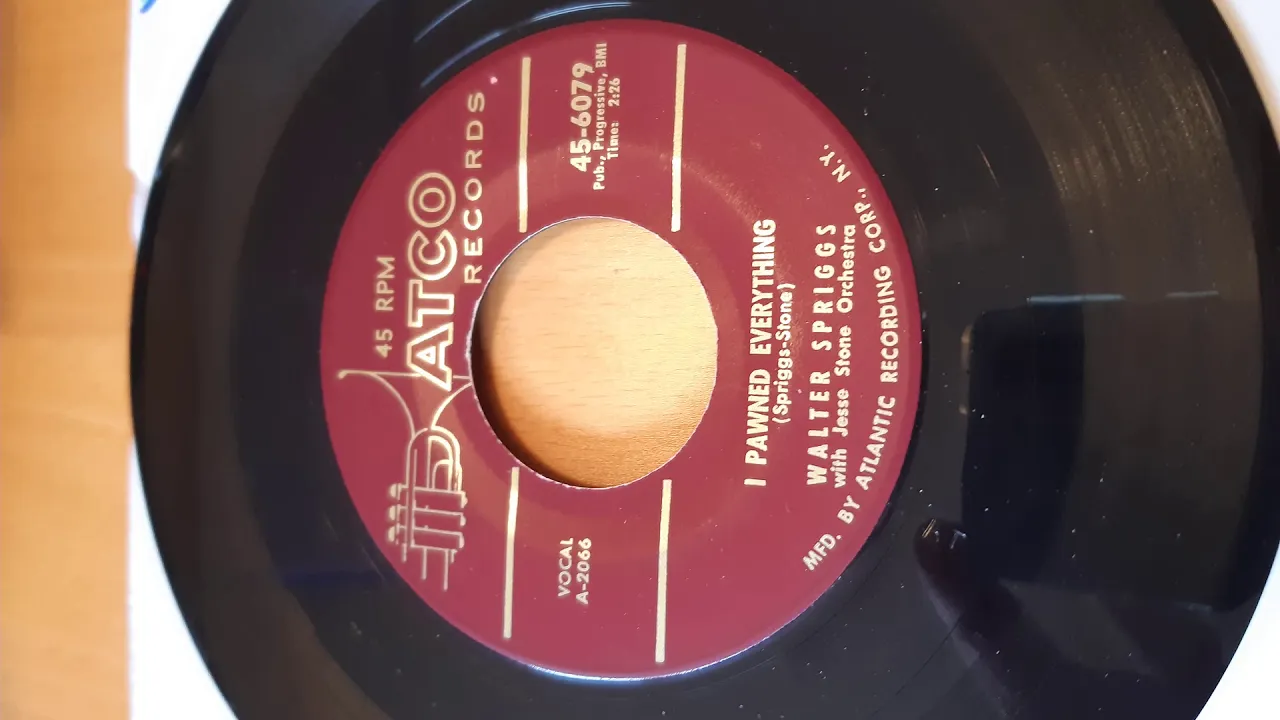 45 RPM
ATCO
RECORDS
VOCAL
A-2066
45-6079
Pub., Progressive, BMI
Time: 2:26
I PAWNED EVERYTHING
(Spriggs-Stone)
WALTER SPRIGGS
with Jesse Stone Orchestra
MFD. BY ATLANTIC RECORDING CORP., N.Y.